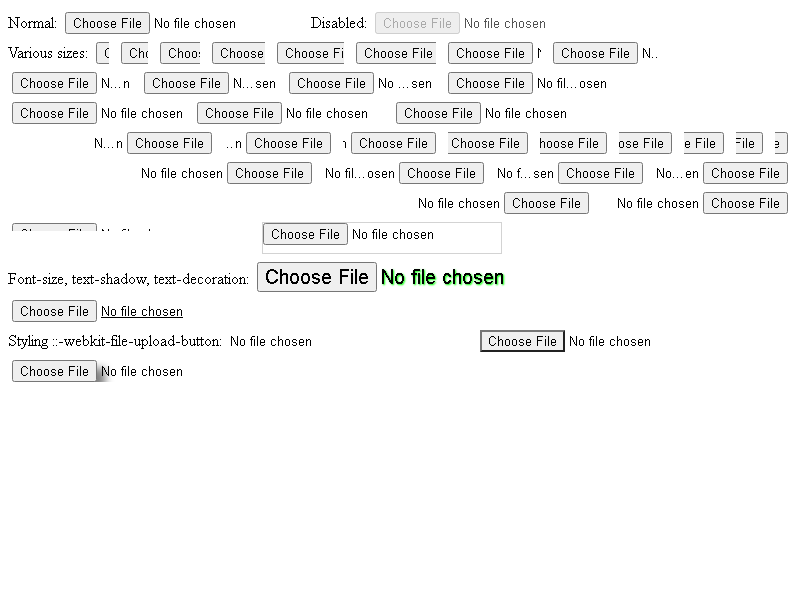 Normal: Choose File No file chosen Disabled: Choose File No file chosen
Various sizes: Choose Choose Fi Choose File Choose File Choose File N..
Choose File N...n Choose File N...sen Choose File No ...sen Choose File No fil...osen
Choose File No file chosen Choose File No file chosen Choose File No file chosen
N...n Choose File ...n Choose File Choose File Choose File hoose File ose File e File File e
No file chosen Choose File No fil...osen Choose File No f...sen Choose File No...en Choose File
No file chosen Choose File No file chosen Choose File
Choose File No file chosen
Font-size, text-shadow, text-decoration: Choose File No file chosen
Choose File No file chosen
Styling ::-webkit-file-upload-button: No file chosen Choose File No file chosen
Choose File No file chosen